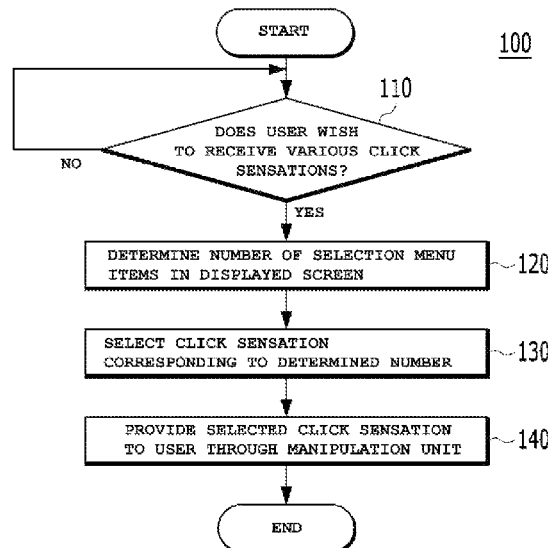 START
100
110
DOES USER WISH
TO RECEIVE VARIOUS CLICK
SENSATIONS?
NO
YES
DETERMINE NUMBER OF SELECTION MENU
ITEMS IN DISPLAYED SCREEN
120
SELECT CLICK SENSATION
CORRESPONDING TO DETERMINED NUMBER
130
PROVIDE SELECTED CLICK SENSATION
TO USER THROUGH MANIPULATION UNIT
140
END